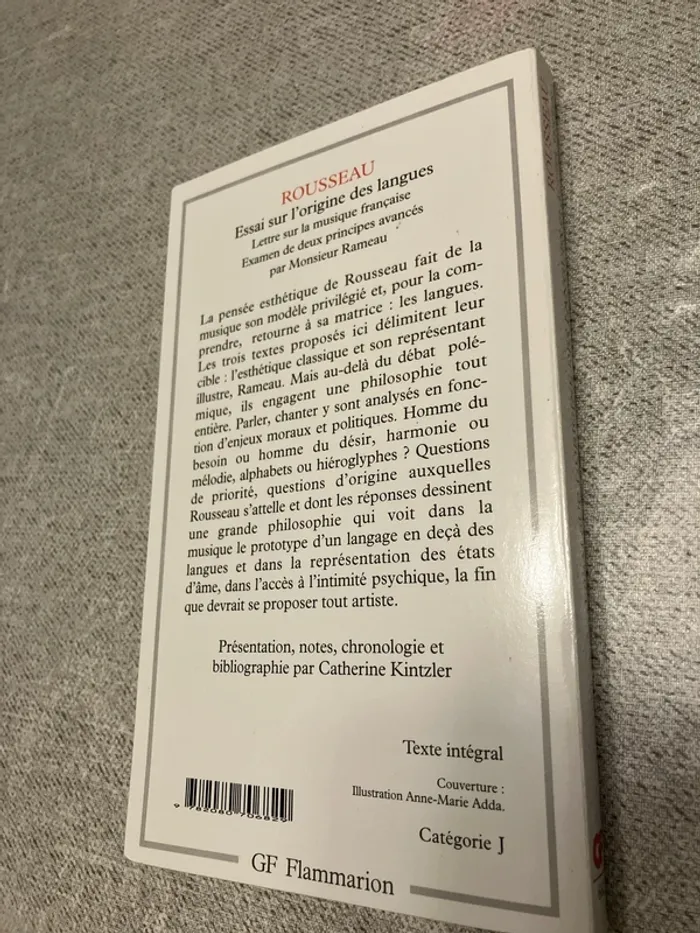 ROUSSEAU
Essai sur l'origine des langues
Lettre sur la musique française
Examen de deux principes avancés
par Monsieur Rameau
La pensée esthétique de Rousseau fait de la
musique son modèle privilégié et, pour la com-
prendre, retourne à sa matrice : les langues.
Les trois textes proposés ici délimitent leur
cible : l'esthétique classique et son représentant
illustre, Rameau. Mais au-delà du débat polé-
mique, ils engagent une philosophie tout
entière. Parler, chanter y sont analysés en fonc-
tion d'enjeux moraux et politiques. Homme du
besoin ou homme du désir, harmonie ou
mélodie, alphabets ou hiéroglyphes ? Questions
de priorité, questions d'origine auxquelles
Rousseau s'attelle et dont les réponses dessinent
une grande philosophie qui voit dans la
musique le prototype d'un langage en deçà des
langues et dans la représentation des états
d'âme, dans l'accès à l'intimité psychique, la fin
que devrait se proposer tout artiste.
Présentation, notes, chronologie et
bibliographie par Catherine Kintzler
Texte intégral
Couverture :
Illustration Anne-Marie Adda.
Catégorie J
9 782080 706829
GF Flammarion
ROUSSEAU